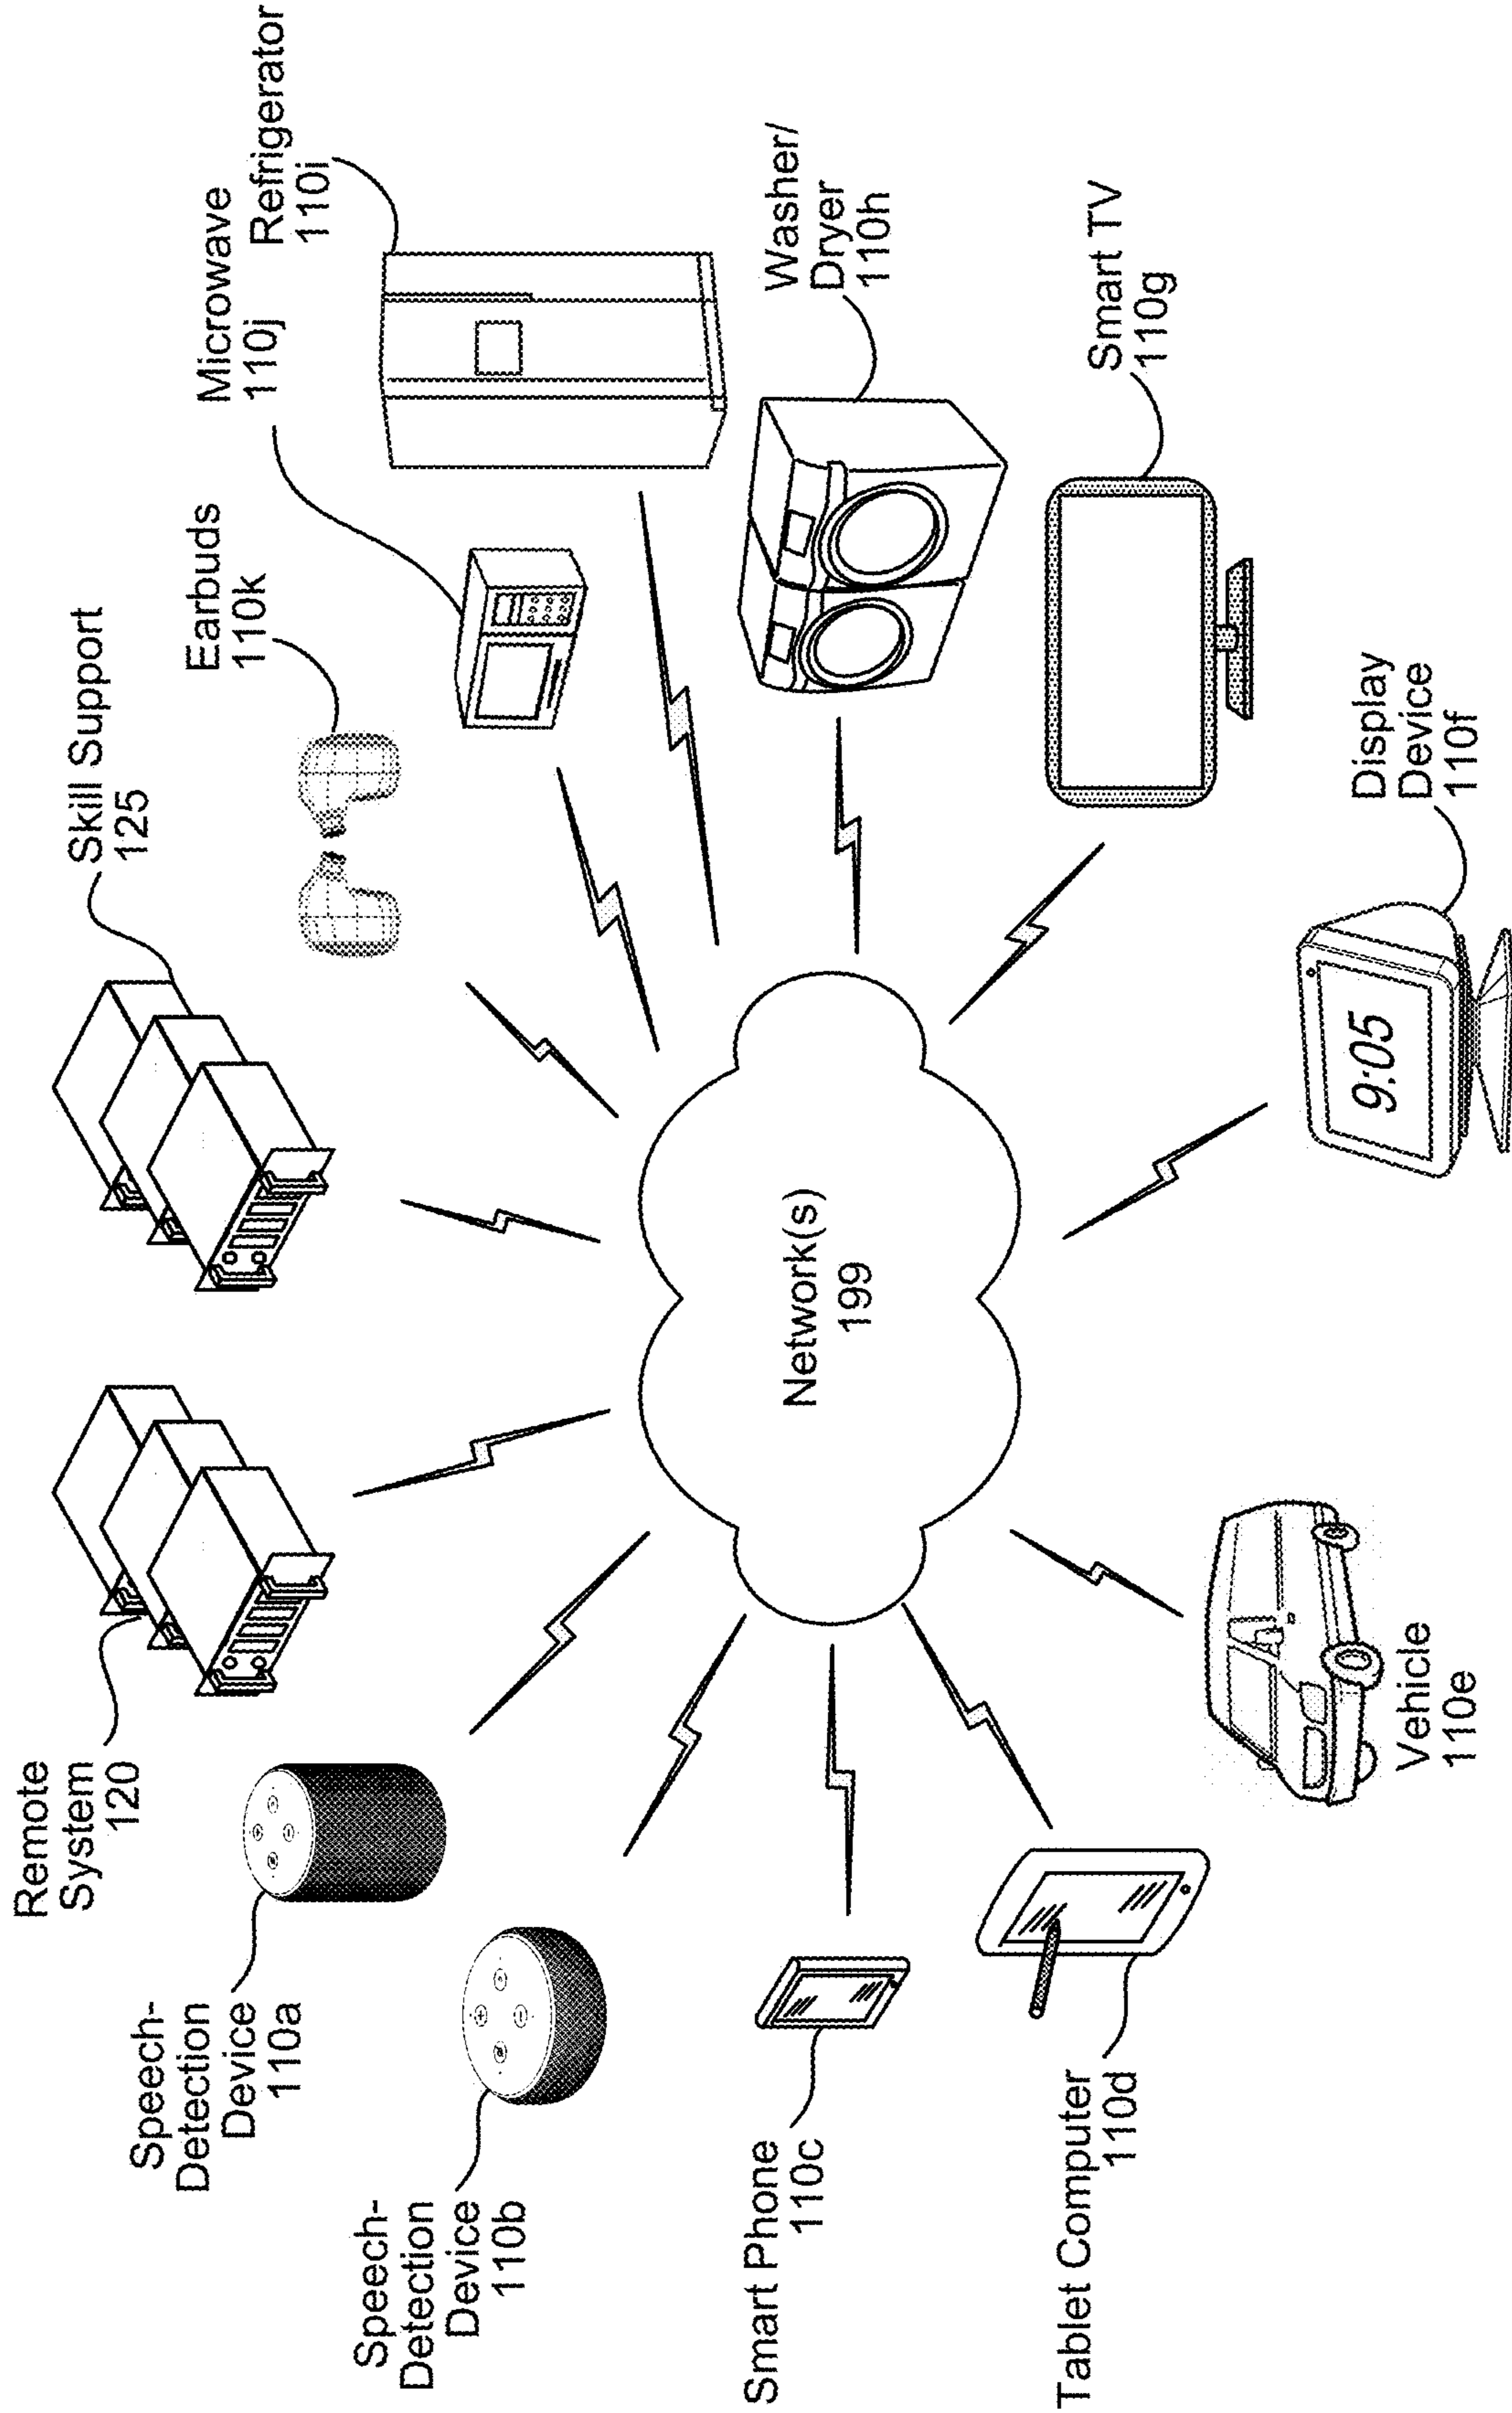 Remote
System
120
Skill Support
125
Earbuds
110k
Microwave
110j
Refrigerator
110i
Speech-
Detection
Device
110a
Speech-
Detection
Device
110b
Washer/
Dryer
110h
Network(s)
199
Smart Phone
110c
Smart TV
110g
Tablet Computer
110d
Vehicle
110e
Display
Device
110f
9:05